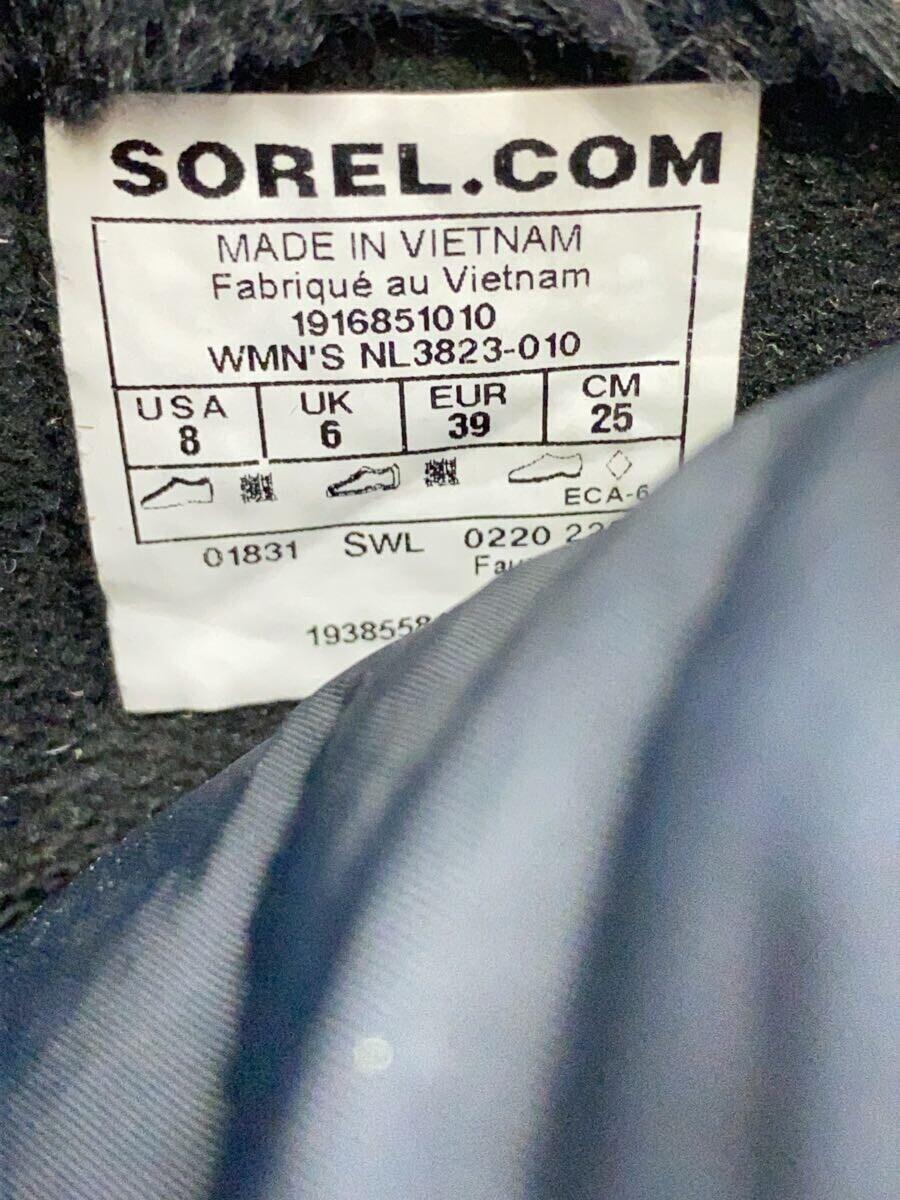 SOREL.COM
MADE IN VIETNAM
Fabriqué au Vietnam
1916851010
WMN'S NL3823-010
USA UK EUR CM
8 6 39 25
ECA-6
01831 SWL 0220